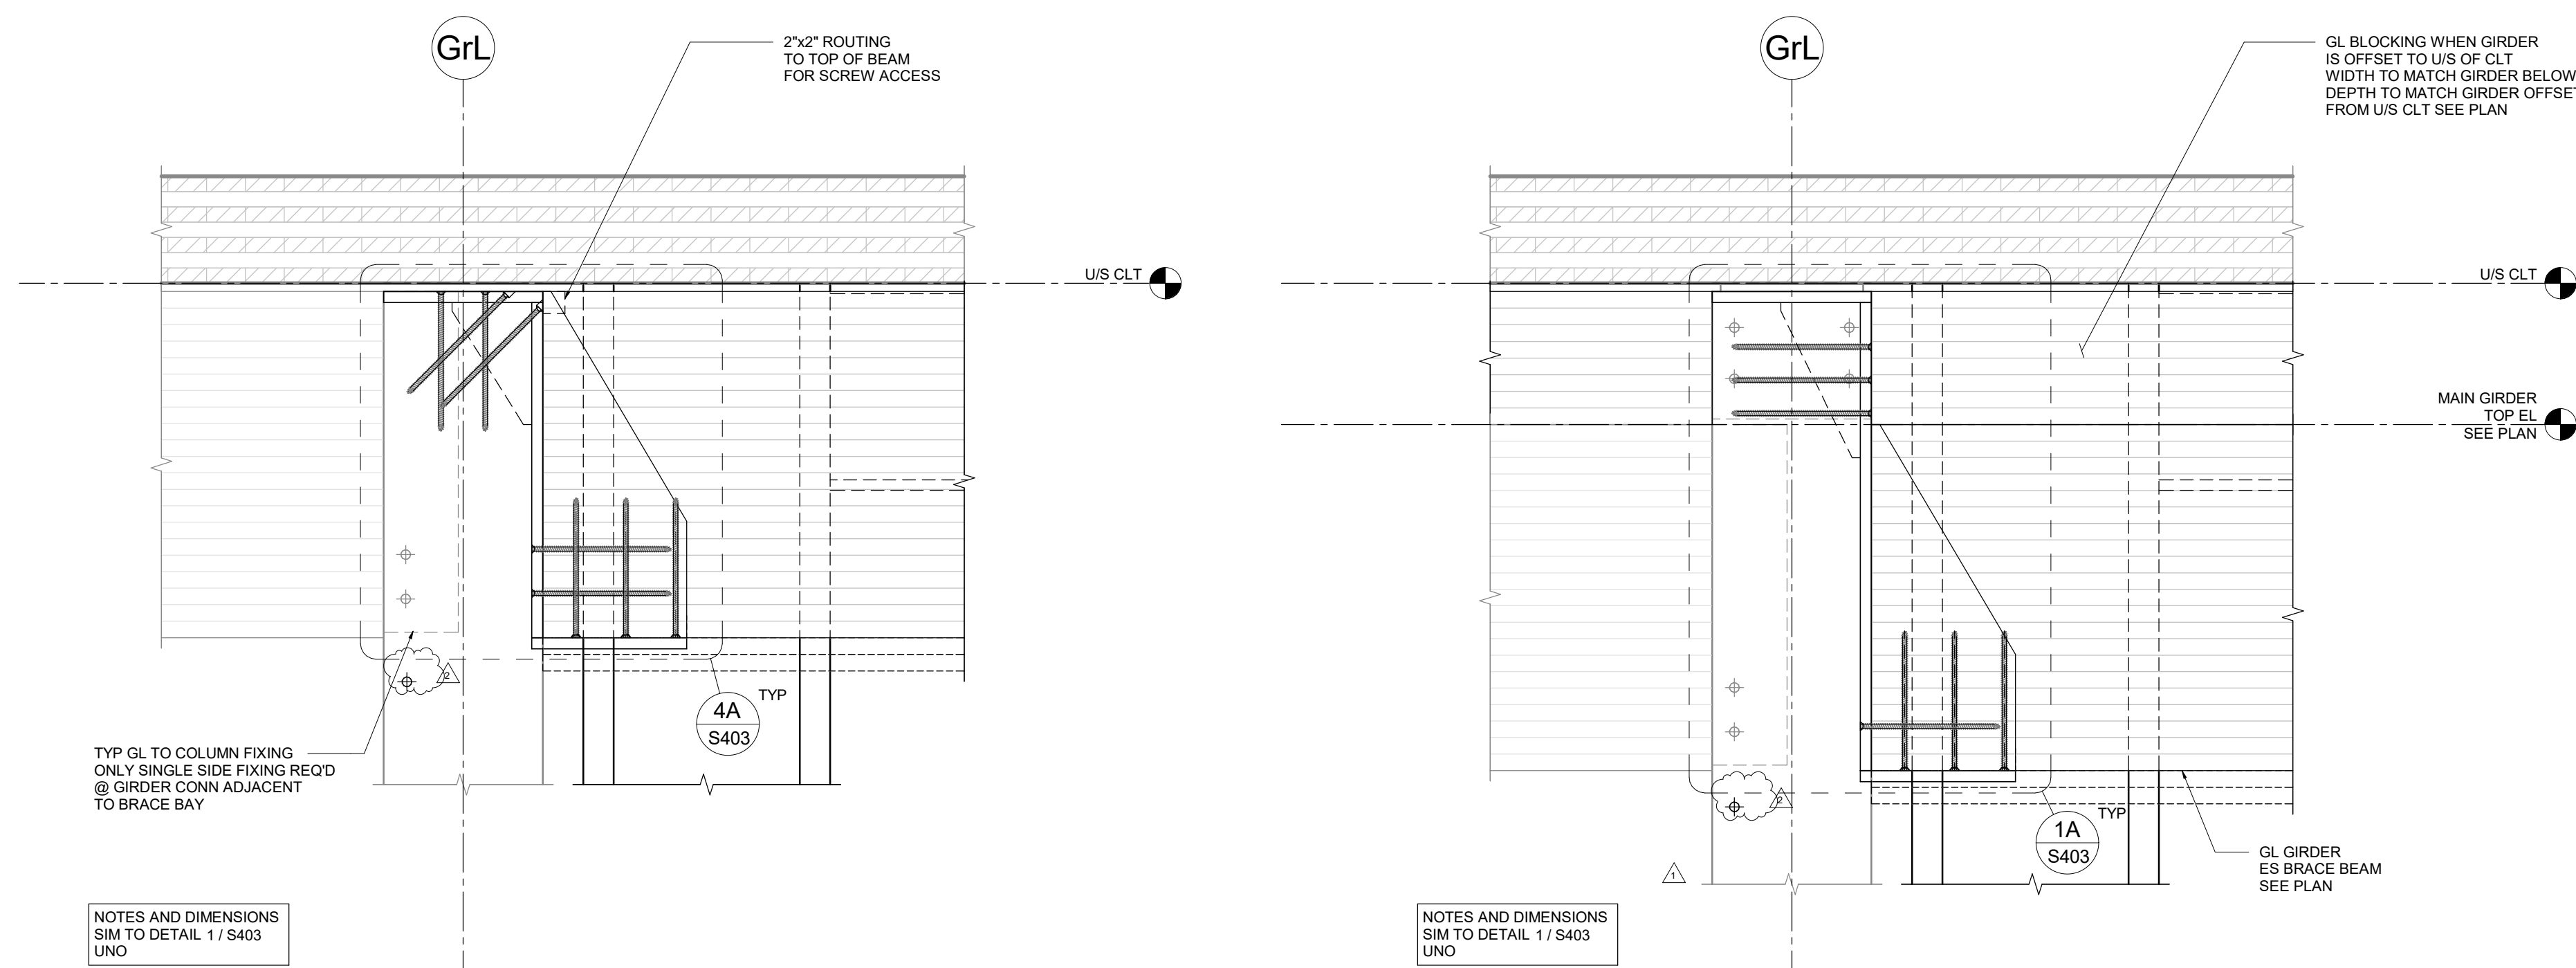 GrL
2"x2" ROUTING
TO TOP OF BEAM
FOR SCREW ACCESS
U/S CLT
2
4A
S403
TYP
TYP GL TO COLUMN FIXING
ONLY SINGLE SIDE FIXING REQ'D
@ GIRDER CONN ADJACENT
TO BRACE BAY
NOTES AND DIMENSIONS
SIM TO DETAIL 1 / S403
UNO
GrL
GL BLOCKING WHEN GIRDER
IS OFFSET TO U/S OF CLT
WIDTH TO MATCH GIRDER BELOW
DEPTH TO MATCH GIRDER OFFSET
FROM U/S CLT SEE PLAN
U/S CLT
MAIN GIRDER
TOP EL
SEE PLAN
2
1
1A
S403
TYP
GL GIRDER
ES BRACE BEAM
SEE PLAN
NOTES AND DIMENSIONS
SIM TO DETAIL 1 / S403
UNO